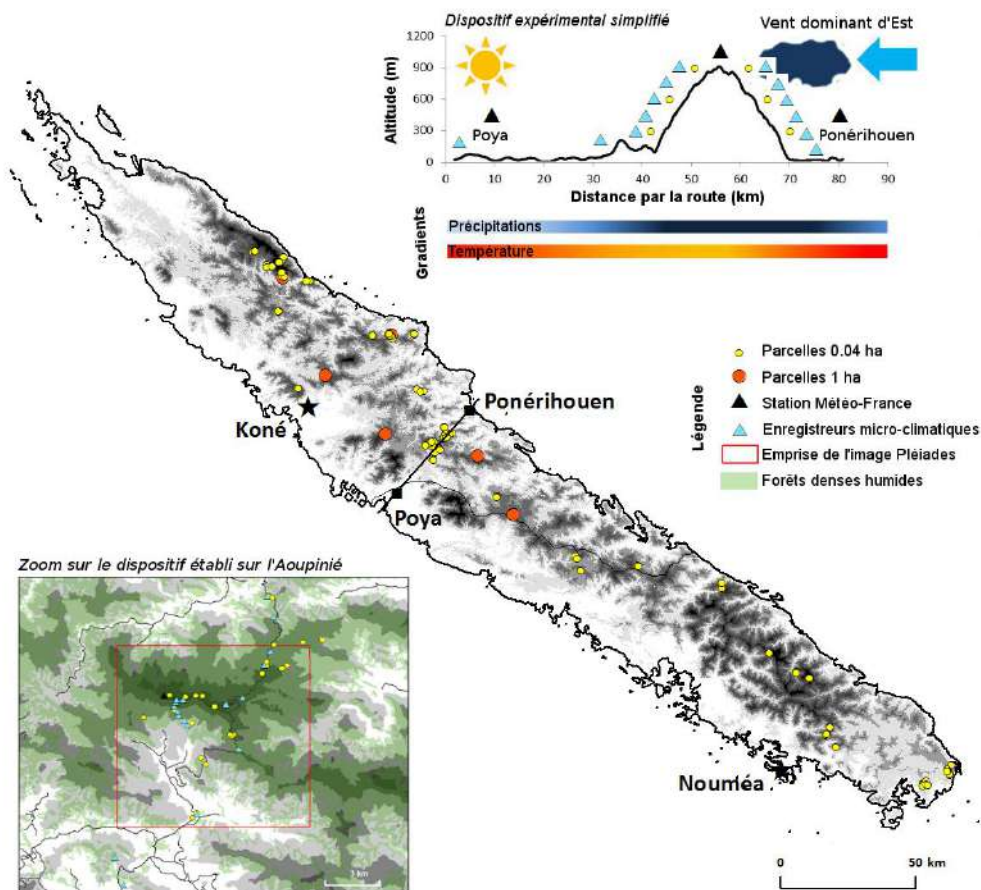 Dispositif expérimental simplifié
Vent dominant d'Est
Altitude (m)
1200
900
600
300
0
Poya
Ponérihouen
0 10 20 30 40 50 60 70 80 90
Distance par la route (km)
Gradients
Précipitations
Température
Légende
Parcelles 0.04 ha
Parcelles 1 ha
Station Météo-France
Enregistreurs micro-climatiques
Emprise de l'image Pléiades
Forêts denses humides
Ponérihouen
Koné
Poya
Nouméa
Zoom sur le dispositif établi sur l'Aoupinié
0 50 km